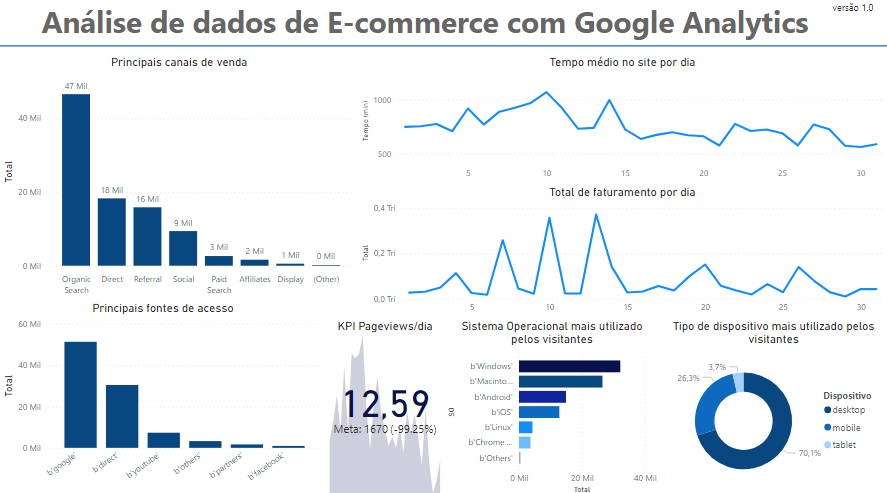 Análise de dados de E-commerce com Google Analytics
versão 1.0
Principais canais de venda
Total
40 Mil
20 Mil
0 Mil
47 Mil
18 Mil
16 Mil
9 Mil
3 Mil
2 Mil
1 Mil
0 Mil
Organic Search
Direct
Referral
Social
Paid Search
Affiliates
Display
(Other)
Tempo médio no site por dia
Tempo (min)
1000
500
5 10 15 20 25 30
Total de faturamento por dia
Total
0,4 Tri
0,2 Tri
0,0 Tri
5 10 15 20 25 30
Principais fontes de acesso
Total
60 Mil
40 Mil
20 Mil
0 Mil
b'google'
b'direct'
b'youtube'
b'others'
b'partners'
b'facebook'
KPI Pageviews/dia
12,59
Meta: 1670 (-99.25%)
Sistema Operacional mais utilizado
pelos visitantes
SO
b'Windows'
b'Macinto...
b'Android'
b'iOS'
b'Linux'
b'Chrome ...
b'Others'
0 Mil 20 Mil 40 Mil
Total
Tipo de dispositivo mais utilizado pelos
visitantes
3,7%
26,3%
70,1%
Dispositivo
desktop
mobile
tablet